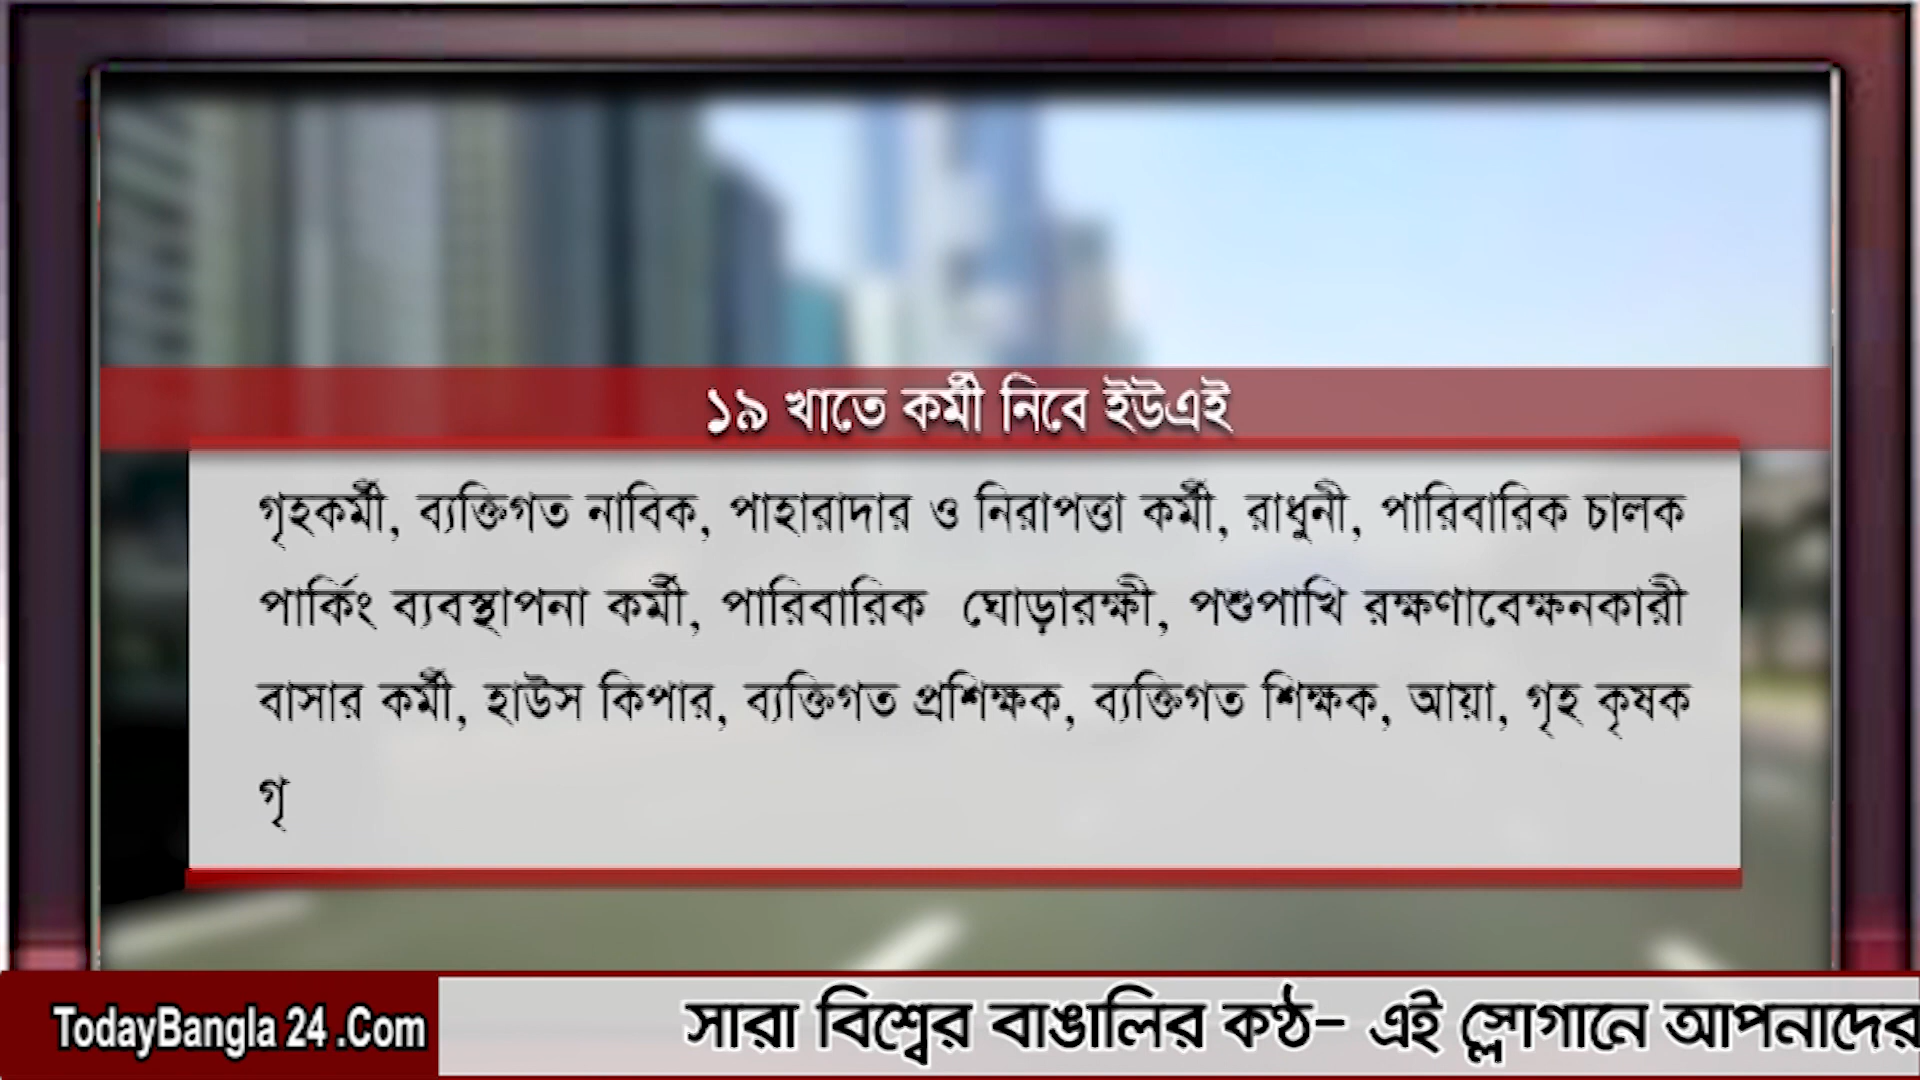 ১৯ খাতে কর্মী নিবে ইউএই
গৃহকর্মী, ব্যক্তিগত নাবিক, পাহারাদার ও নিরাপত্তা কর্মী, রাধুনী, পারিবারিক চালক
পার্কিং ব্যবস্থাপনা কর্মী, পারিবারিক ঘোড়ারক্ষী, পশুপাখি রক্ষণাবেক্ষনকারী
বাসার কর্মী, হাউস কিপার, ব্যক্তিগত প্রশিক্ষক, ব্যক্তিগত শিক্ষক, আয়া, গৃহ কৃষক
গৃ
TodayBangla 24 .Com
সারা বিশ্বের বাঙালির কণ্ঠ- এই স্লোগানে আপনাদের